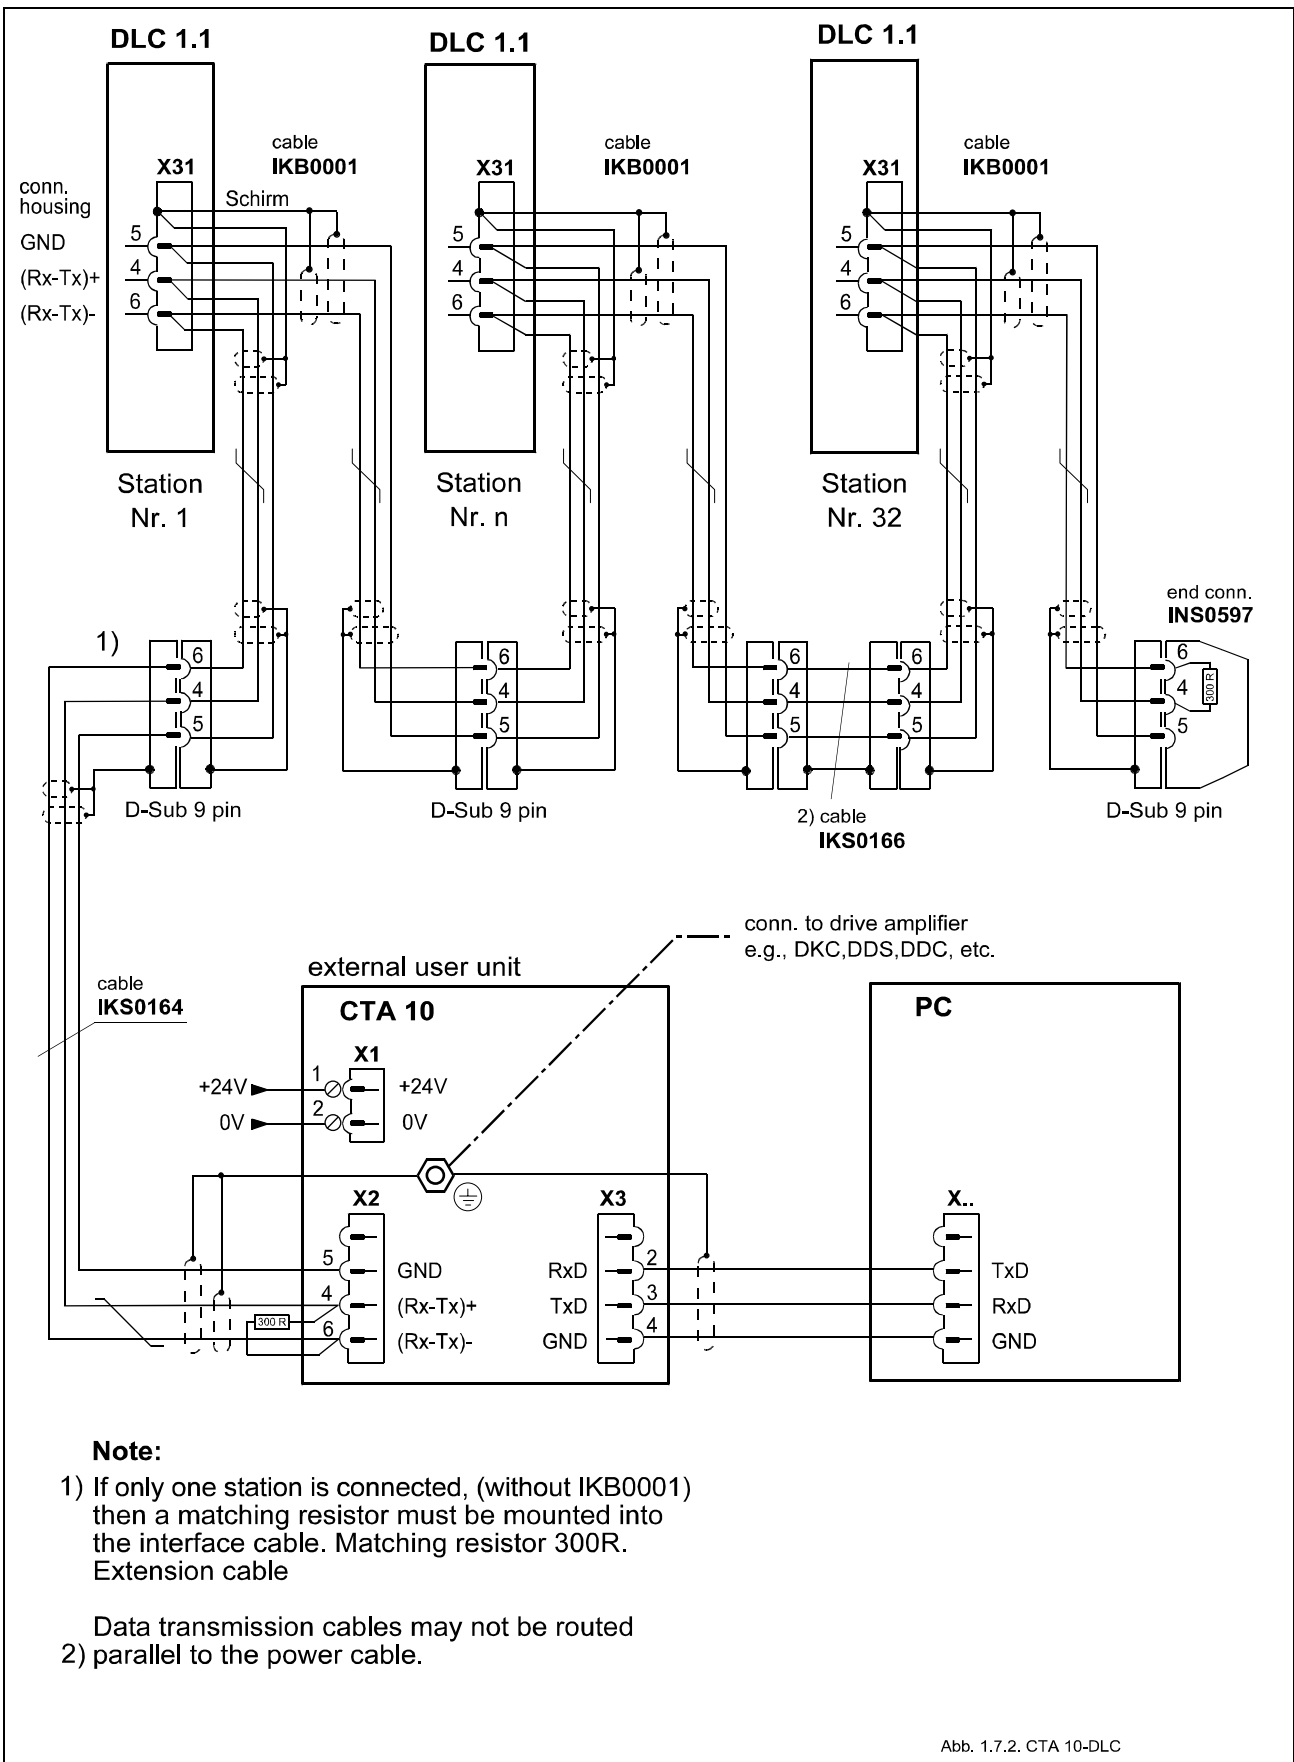 DLC 1.1
DLC 1.1
DLC 1.1
cable
IKB0001
cable
IKB0001
cable
IKB0001
X31
X31
X31
conn.
housing
Schirm
GND
5
(Rx-Tx)+
4
(Rx-Tx)-
6
5
4
6
5
4
6
Station
Nr. 1
Station
Nr. n
Station
Nr. 32
end conn.
INS0597
1)
6
4
5
6
4
5
6
4
5
6
4
5
6
4
5
300 R
D-Sub 9 pin
D-Sub 9 pin
2) cable
IKS0166
D-Sub 9 pin
conn. to drive amplifier
e.g., DKC,DDS,DDC, etc.
external user unit
cable
IKS0164
CTA 10
PC
X1
+24V
1
+24V
0V
2
0V
X2
X3
X..
5
GND
RxD
2
TxD
4
(Rx-Tx)+
TxD
3
RxD
300 R
6
(Rx-Tx)-
GND
4
GND
Note:
1) If only one station is connected, (without IKB0001)
then a matching resistor must be mounted into
the interface cable. Matching resistor 300R.
Extension cable
Data transmission cables may not be routed
2) parallel to the power cable.
Abb. 1.7.2. CTA 10-DLC